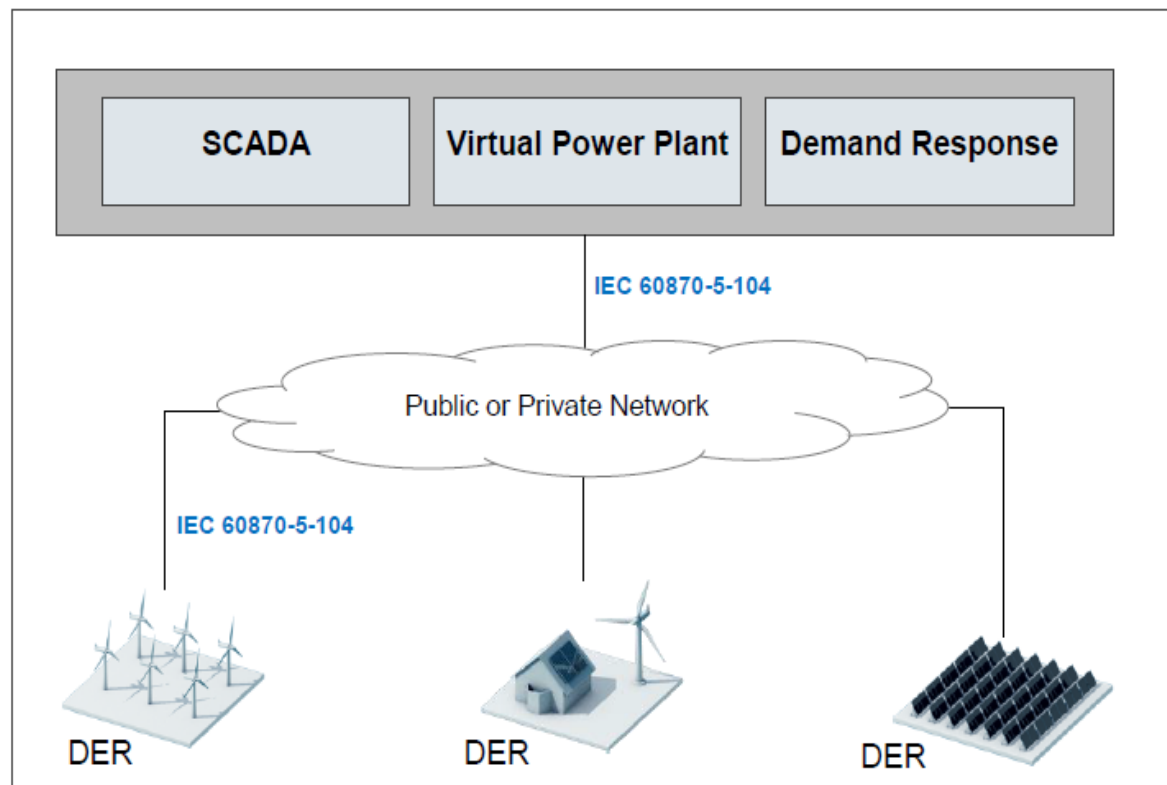 SCADA
Virtual Power Plant
Demand Response
IEC 60870-5-104
Public or Private Network
IEC 60870-5-104
DER
DER
DER